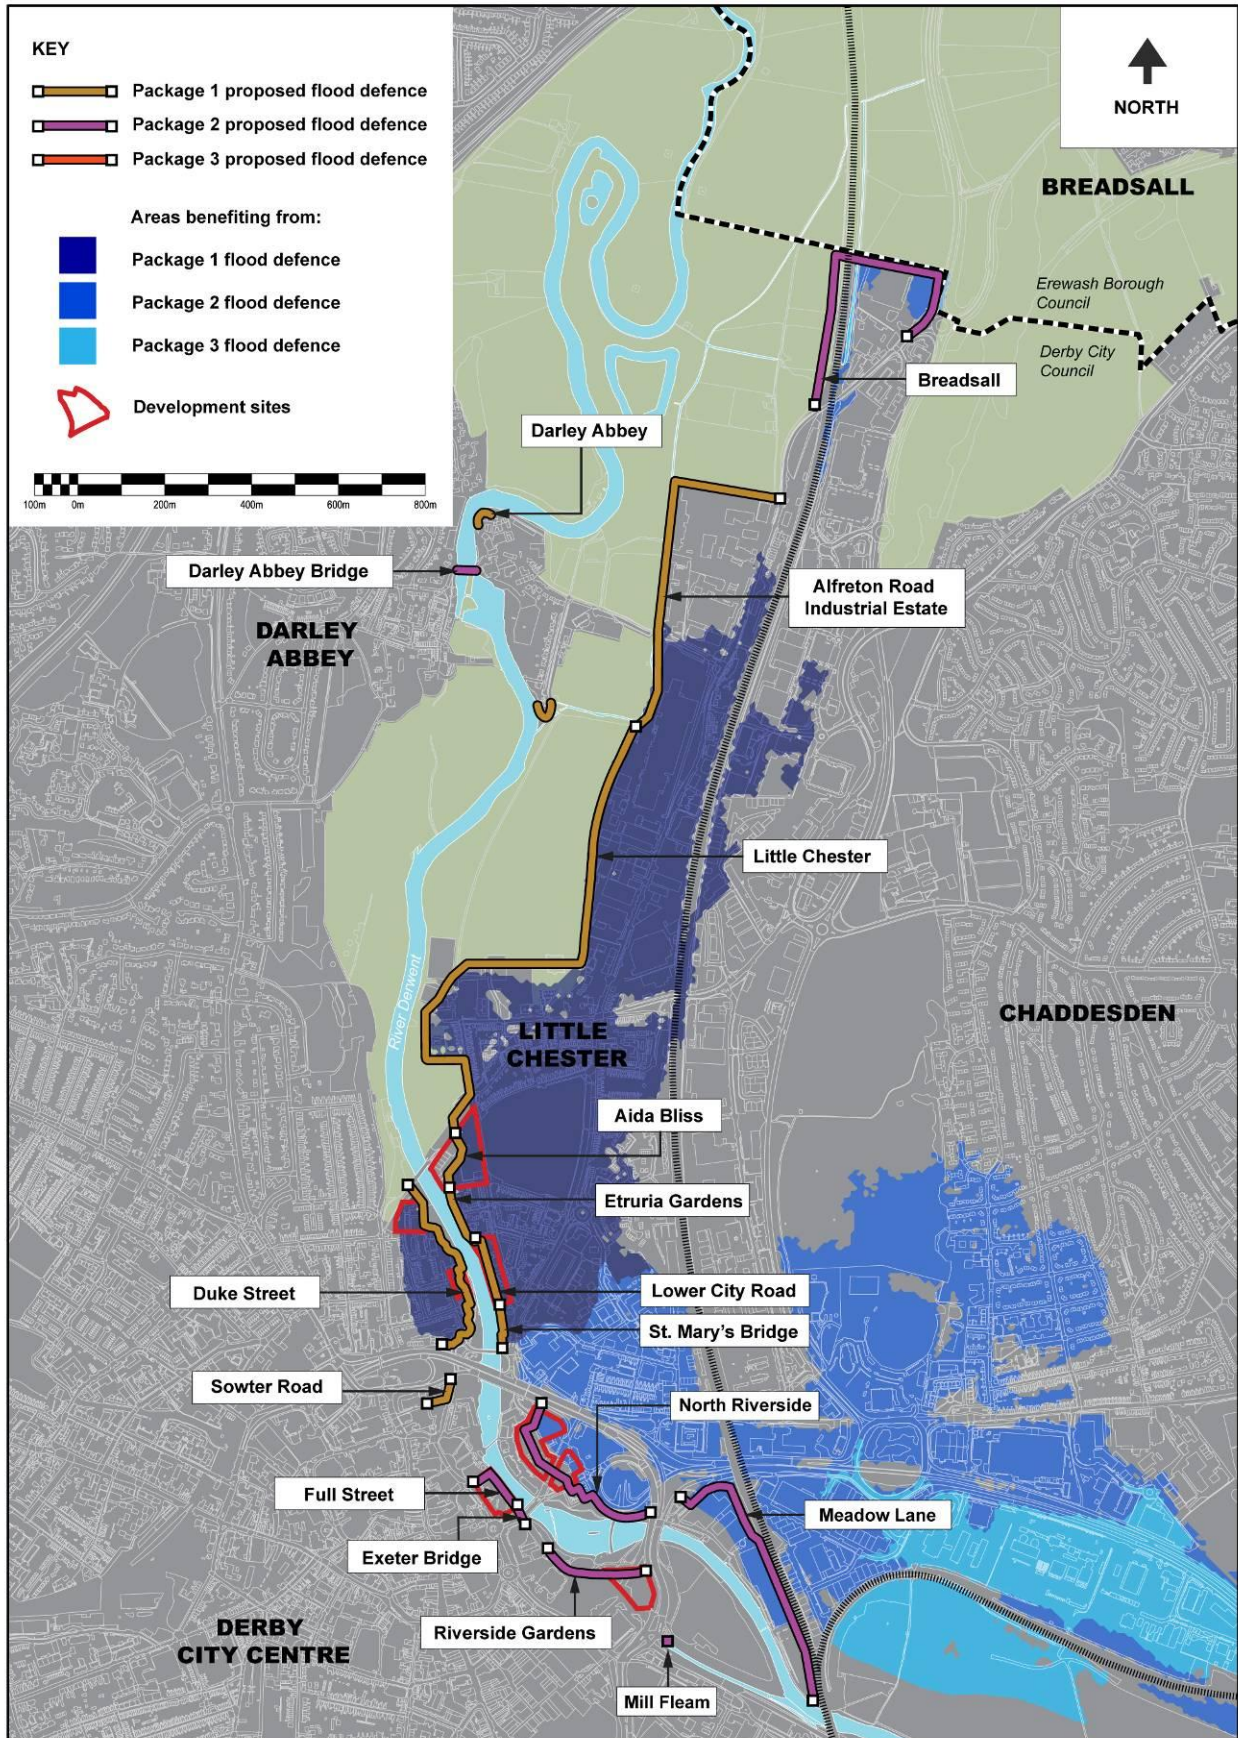 KEY
Package 1 proposed flood defence
Package 2 proposed flood defence
Package 3 proposed flood defence
Areas benefiting from:
Package 1 flood defence
Package 2 flood defence
Package 3 flood defence
Development sites
100m 0m 200m 400m 600m 800m
NORTH
BREADSALL
Erewash Borough
Council
Derby City
Council
Breadsall
Darley Abbey
Darley Abbey Bridge
Alfreton Road
Industrial Estate
DARLEY
ABBEY
Little Chester
River Derwent
LITTLE
CHESTER
CHADDESDEN
Aida Bliss
Etruria Gardens
Duke Street
Lower City Road
St. Mary's Bridge
Sowter Road
North Riverside
Full Street
Meadow Lane
Exeter Bridge
Riverside Gardens
DERBY
CITY CENTRE
Mill Fleam